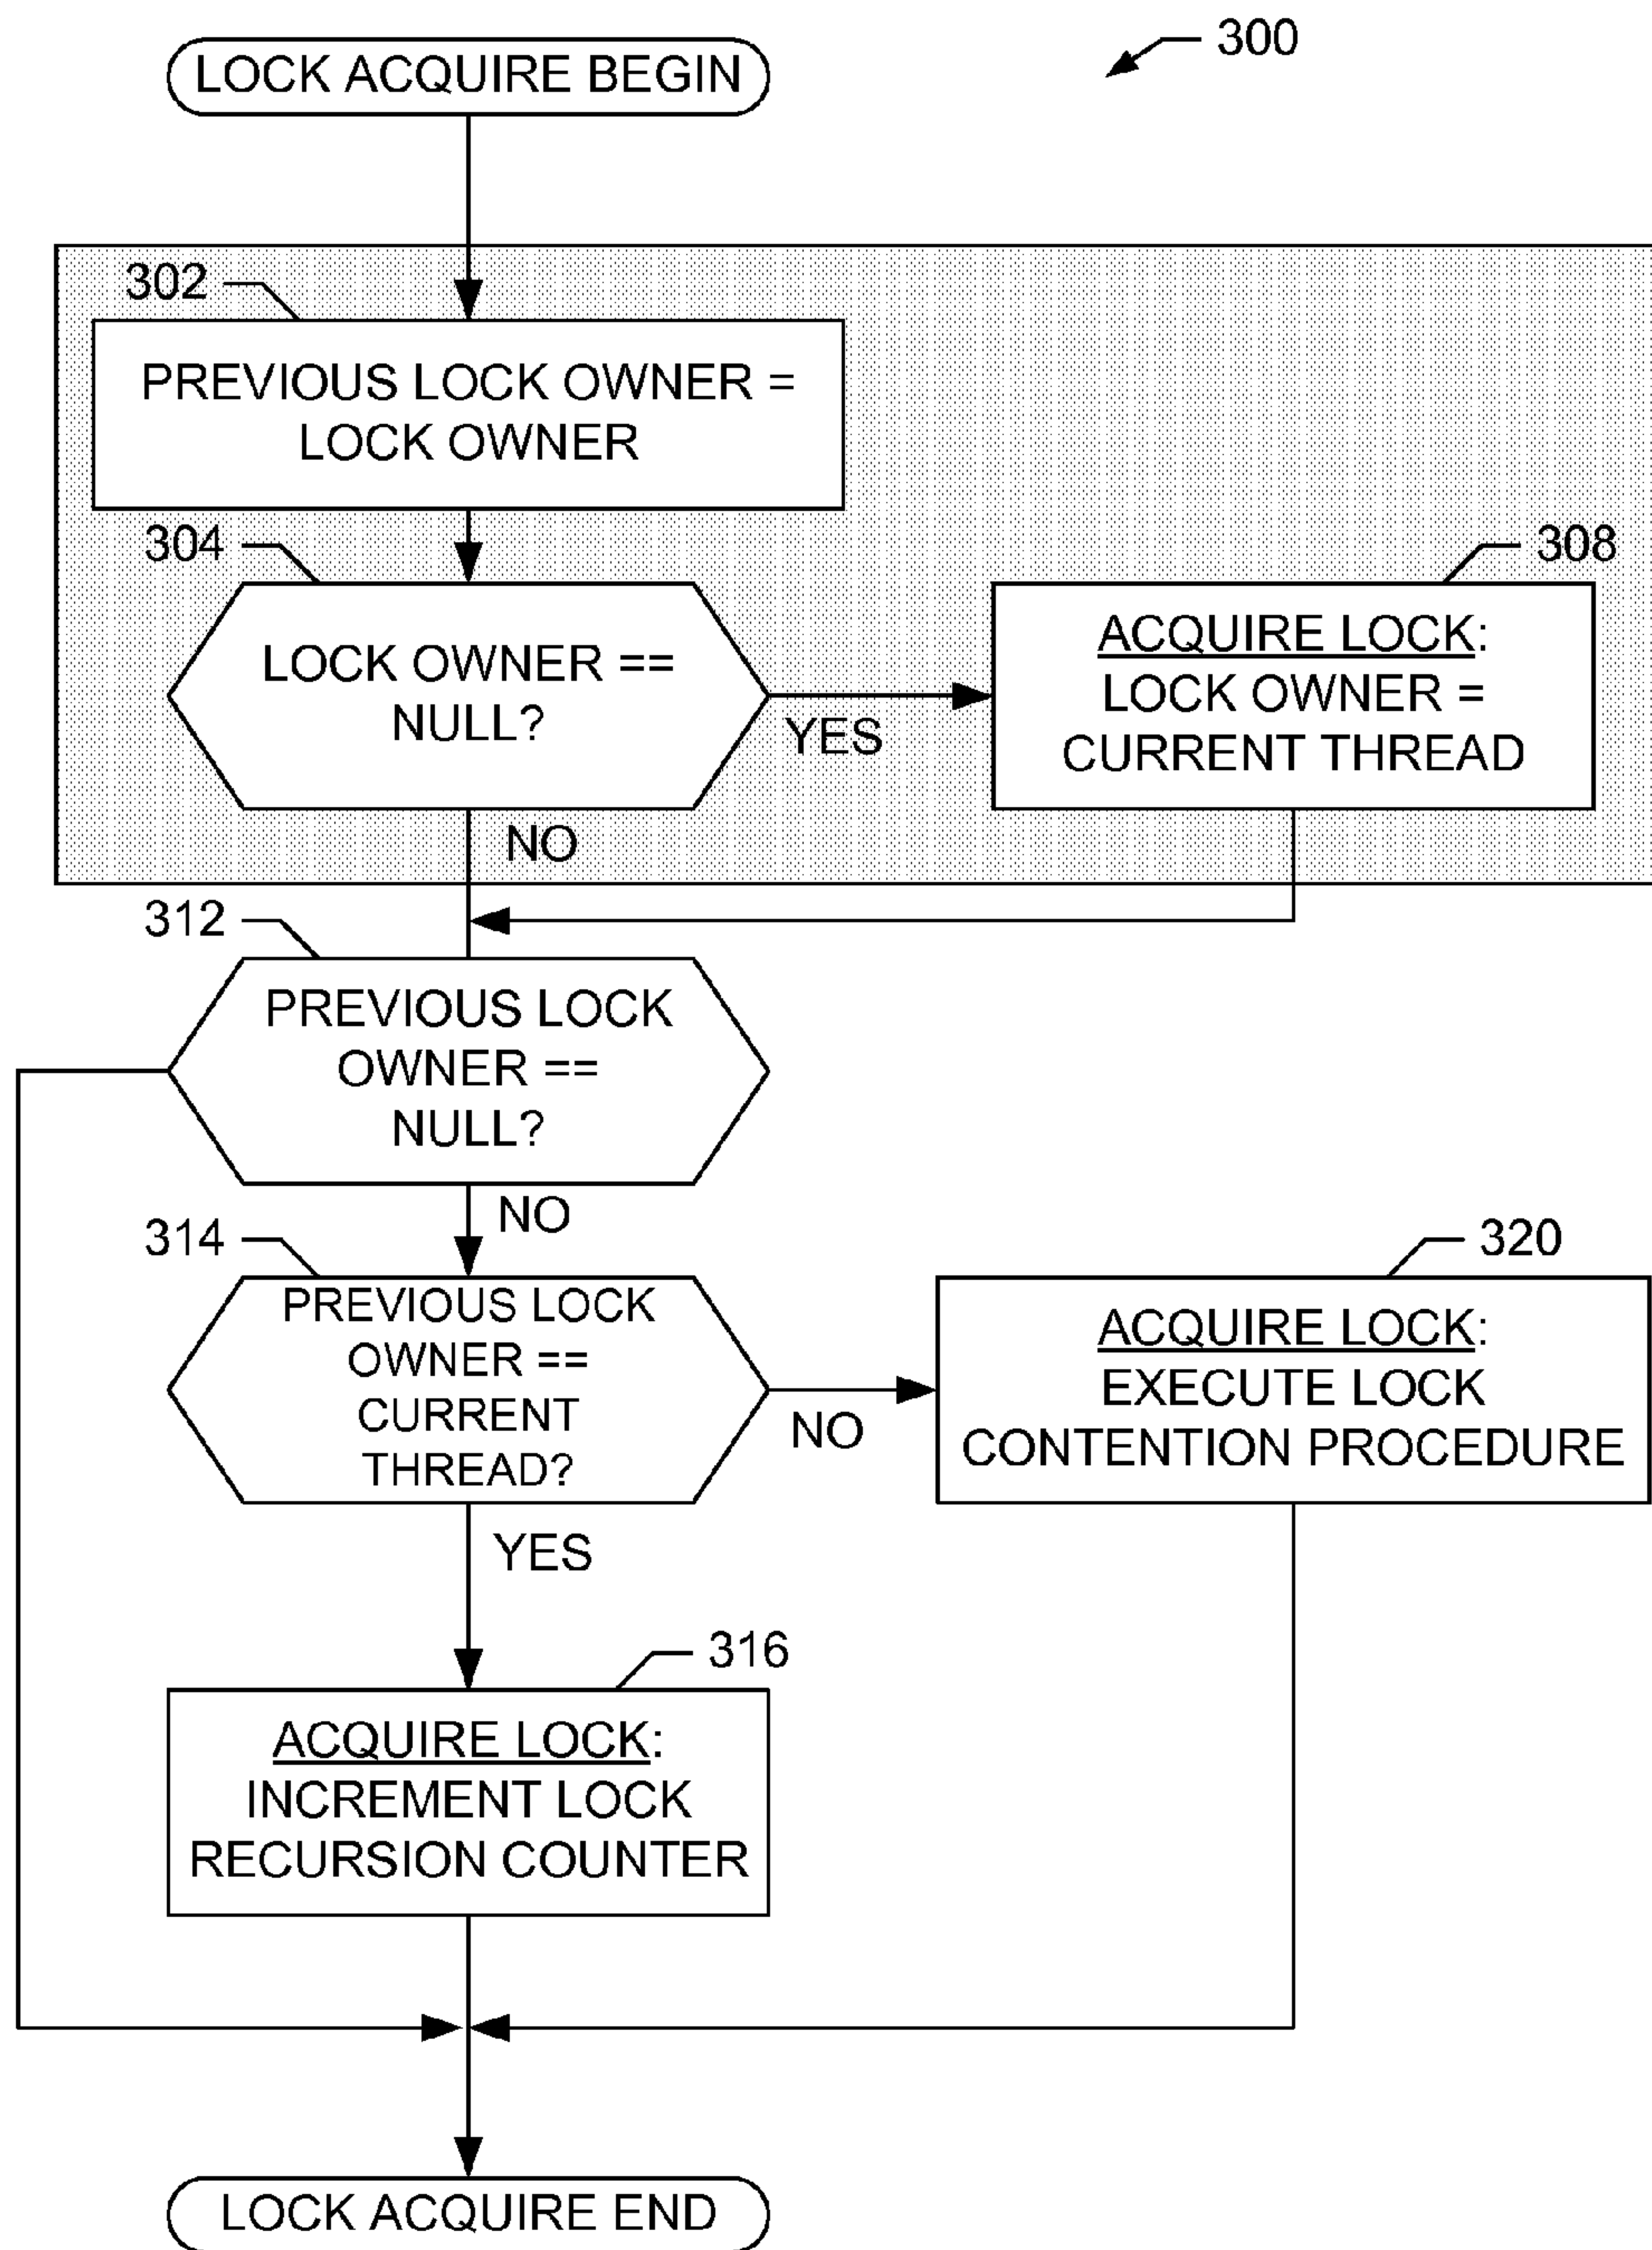 300
LOCK ACQUIRE BEGIN
302
PREVIOUS LOCK OWNER =
LOCK OWNER
304
LOCK OWNER ==
NULL?
YES
NO
308
ACQUIRE LOCK:
LOCK OWNER =
CURRENT THREAD
312
PREVIOUS LOCK
OWNER ==
NULL?
NO
314
PREVIOUS LOCK
OWNER ==
CURRENT
THREAD?
NO
YES
320
ACQUIRE LOCK:
EXECUTE LOCK
CONTENTION PROCEDURE
316
ACQUIRE LOCK:
INCREMENT LOCK
RECURSION COUNTER
LOCK ACQUIRE END